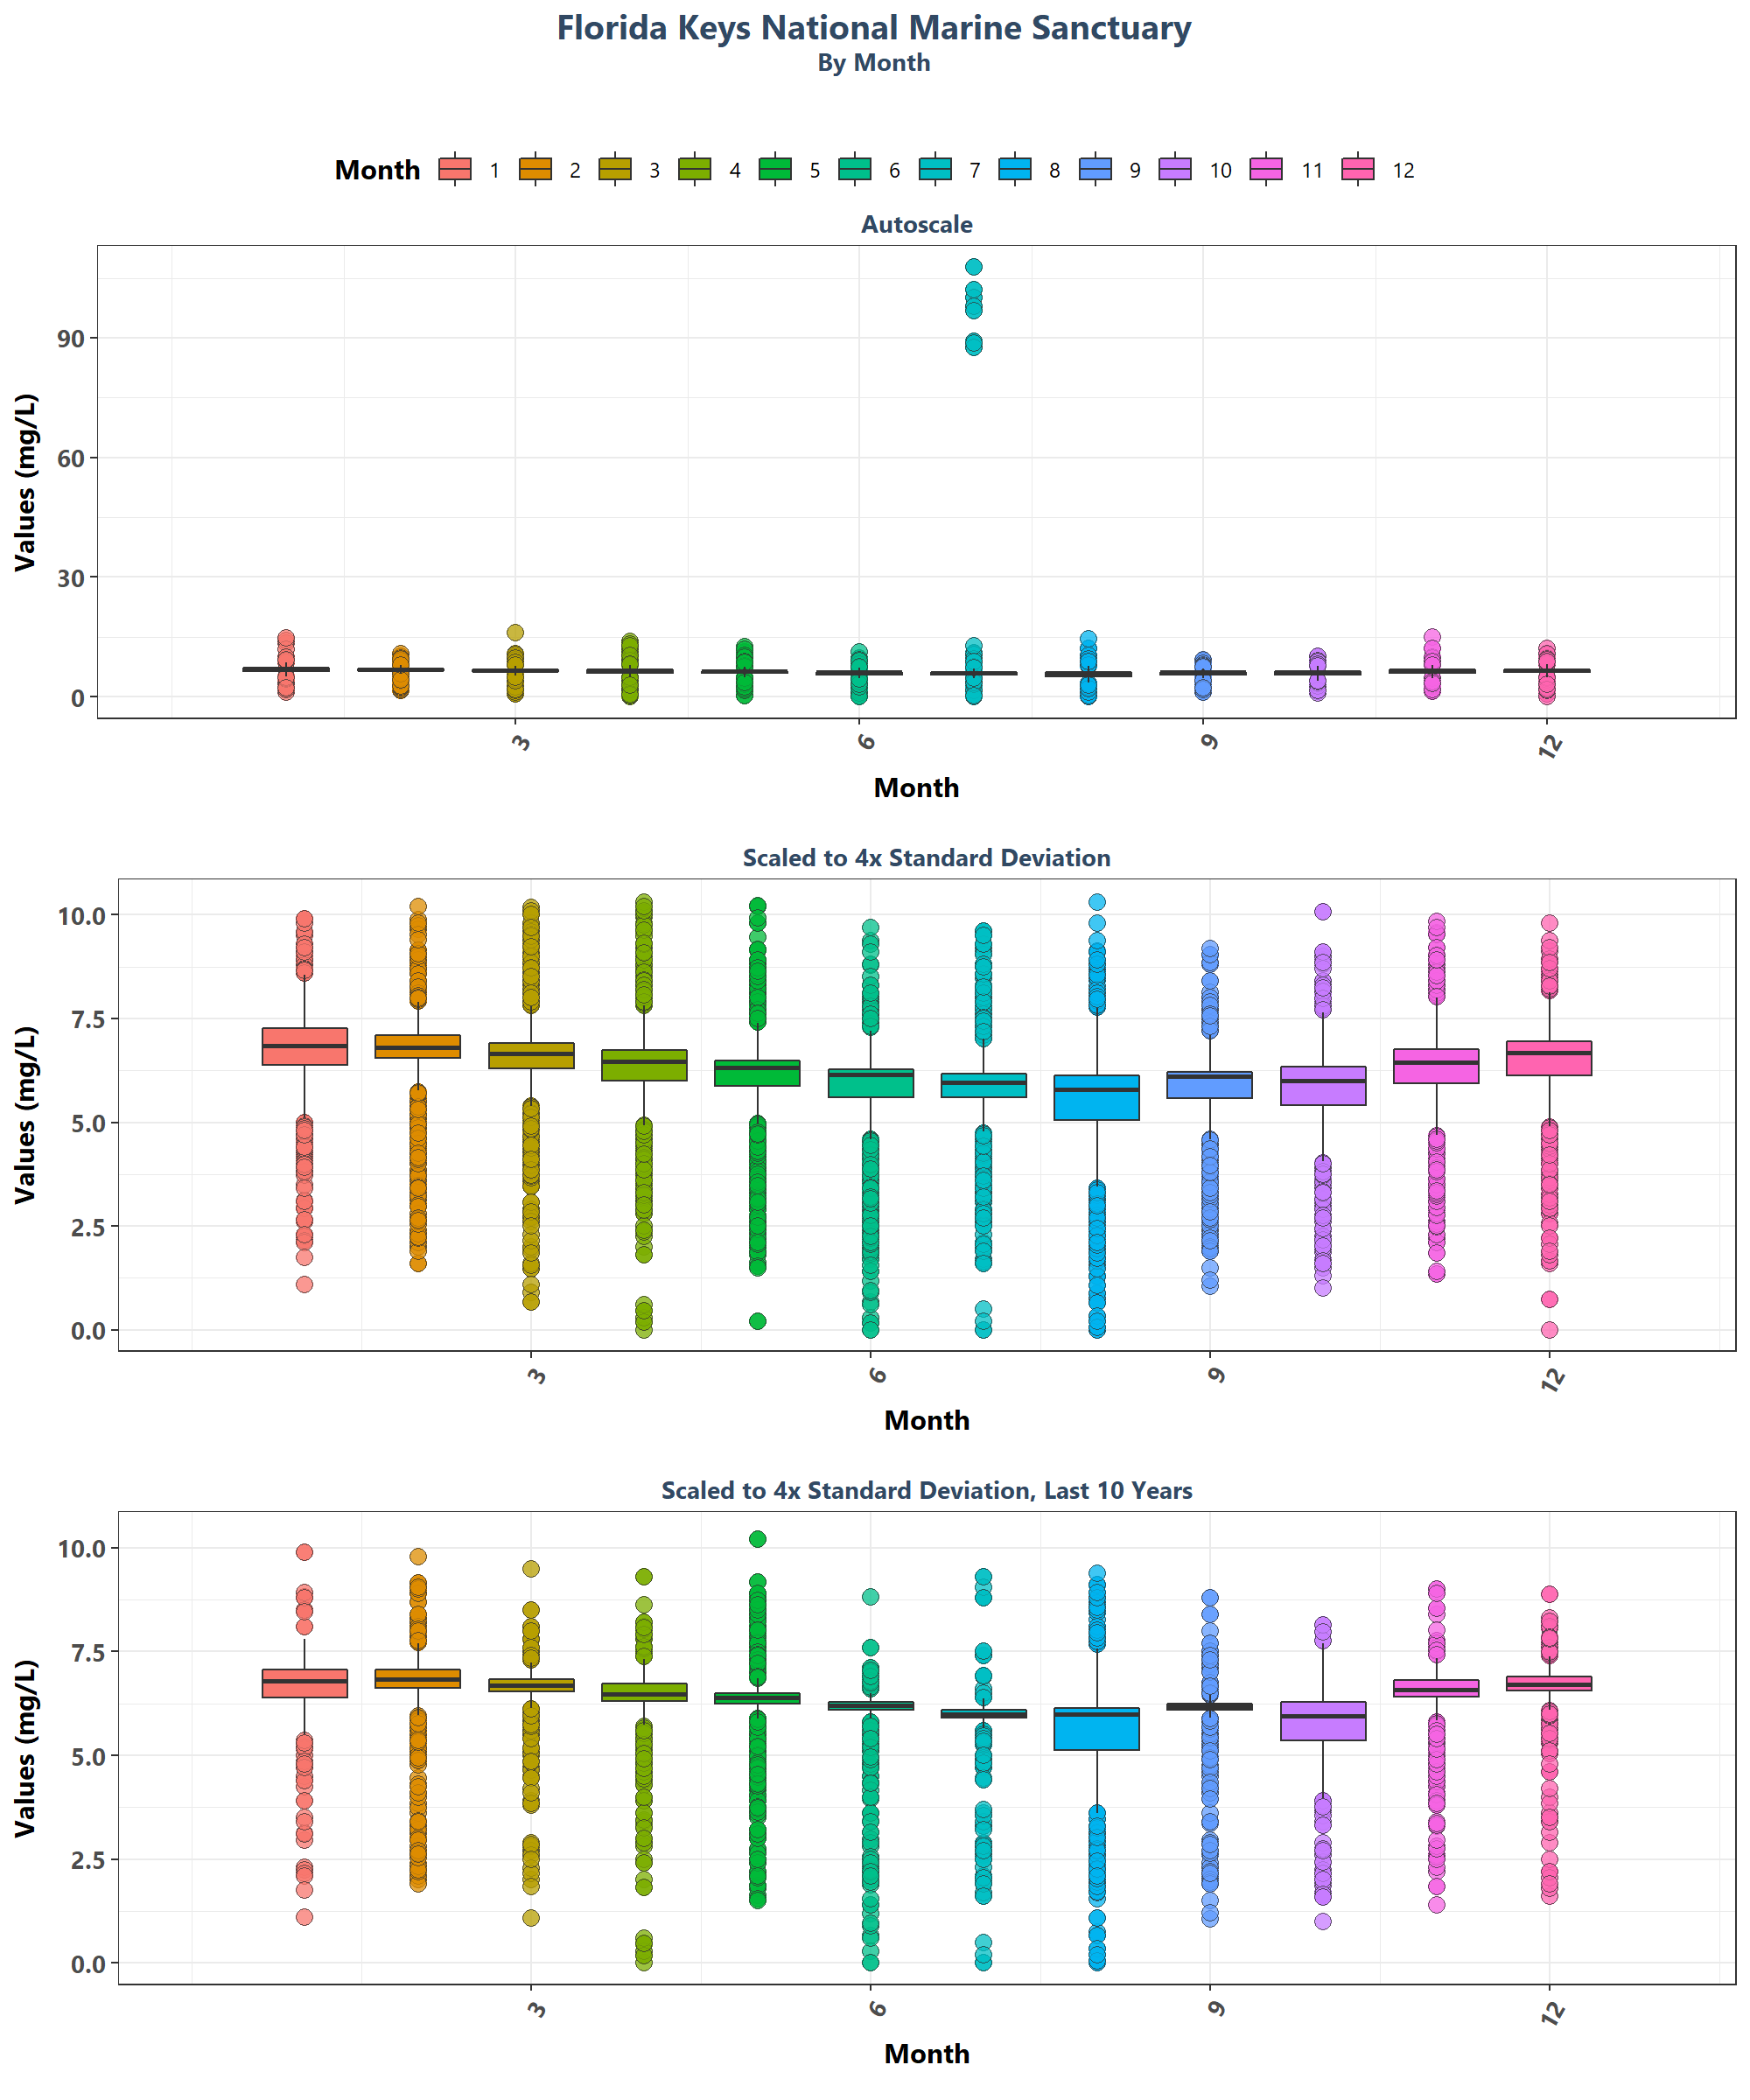 Florida Keys National Marine Sanctuary
By Month
Month 1 2 3 4 5 6 7 8 9 10 11 12
Autoscale
Values (mg/L)
90
60
30
0
3 6 9 12
Month
Scaled to 4x Standard Deviation
Values (mg/L)
10.0
7.5
5.0
2.5
0.0
3 6 9 12
Month
Scaled to 4x Standard Deviation, Last 10 Years
Values (mg/L)
10.0
7.5
5.0
2.5
0.0
3 6 9 12
Month